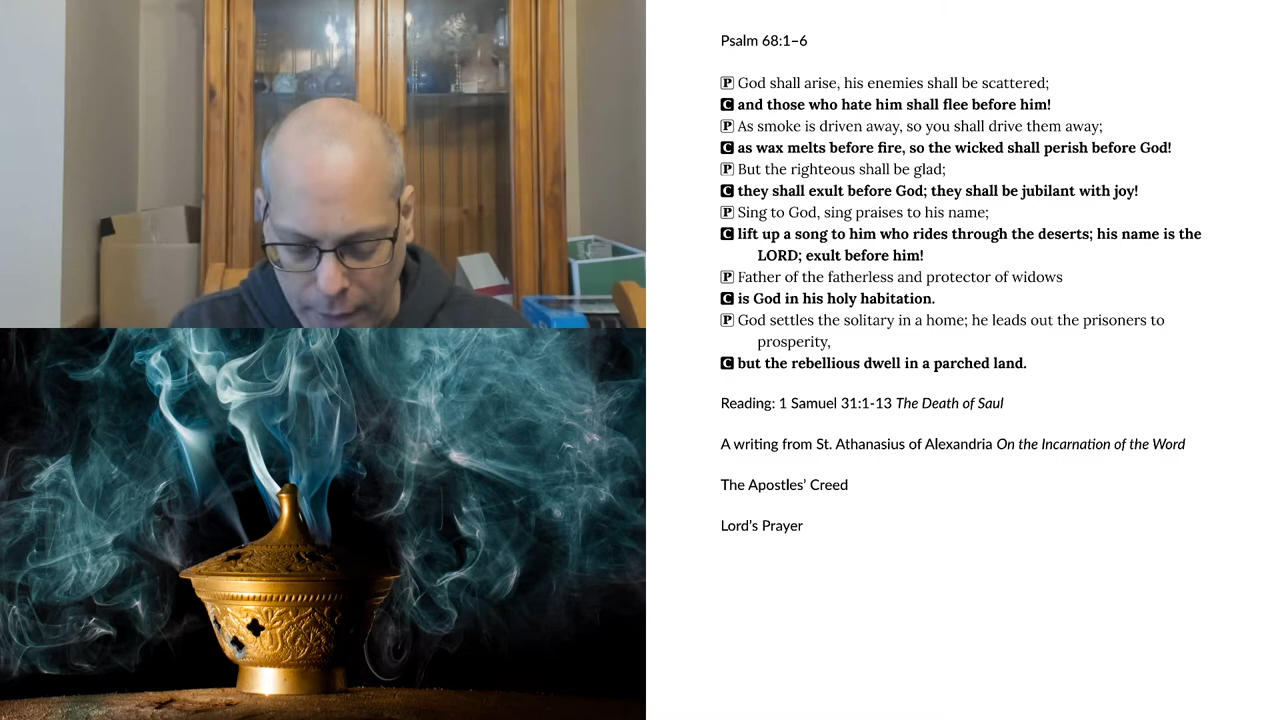 Psalm 68:1–6
P God shall arise, his enemies shall be scattered;
C and those who hate him shall flee before him!
P As smoke is driven away, so you shall drive them away;
C as wax melts before fire, so the wicked shall perish before God!
P But the righteous shall be glad;
C they shall exult before God; they shall be jubilant with joy!
P Sing to God, sing praises to his name;
C lift up a song to him who rides through the deserts; his name is the
LORD; exult before him!
P Father of the fatherless and protector of widows
C is God in his holy habitation.
P God settles the solitary in a home; he leads out the prisoners to
prosperity,
C but the rebellious dwell in a parched land.
Reading: 1 Samuel 31:1-13 The Death of Saul
A writing from St. Athanasius of Alexandria On the Incarnation of the Word
The Apostles’ Creed
Lord’s Prayer